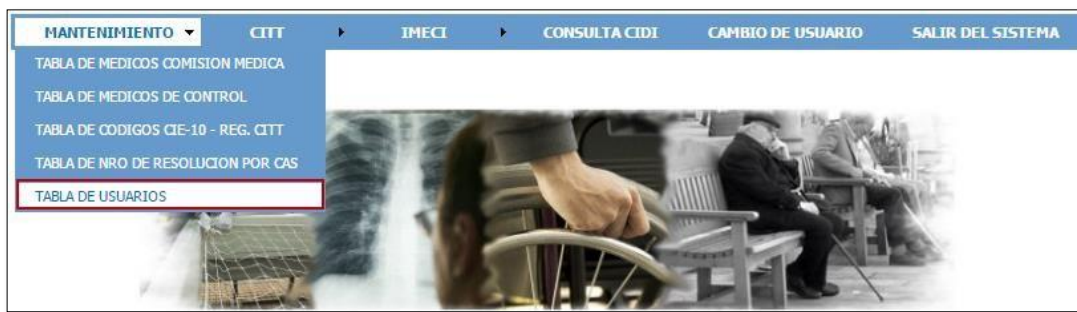 MANTENIMIENTO CITT IMECI CONSULTA CIDI CAMBIO DE USUARIO SALIR DEL SISTEMA
TABLA DE MEDICOS COMISION MEDICA
TABLA DE MEDICOS DE CONTROL
TABLA DE CODIGOS CIE-10 - REG. CITT
TABLA DE NRO DE RESOLUCION POR CAS
TABLA DE USUARIOS